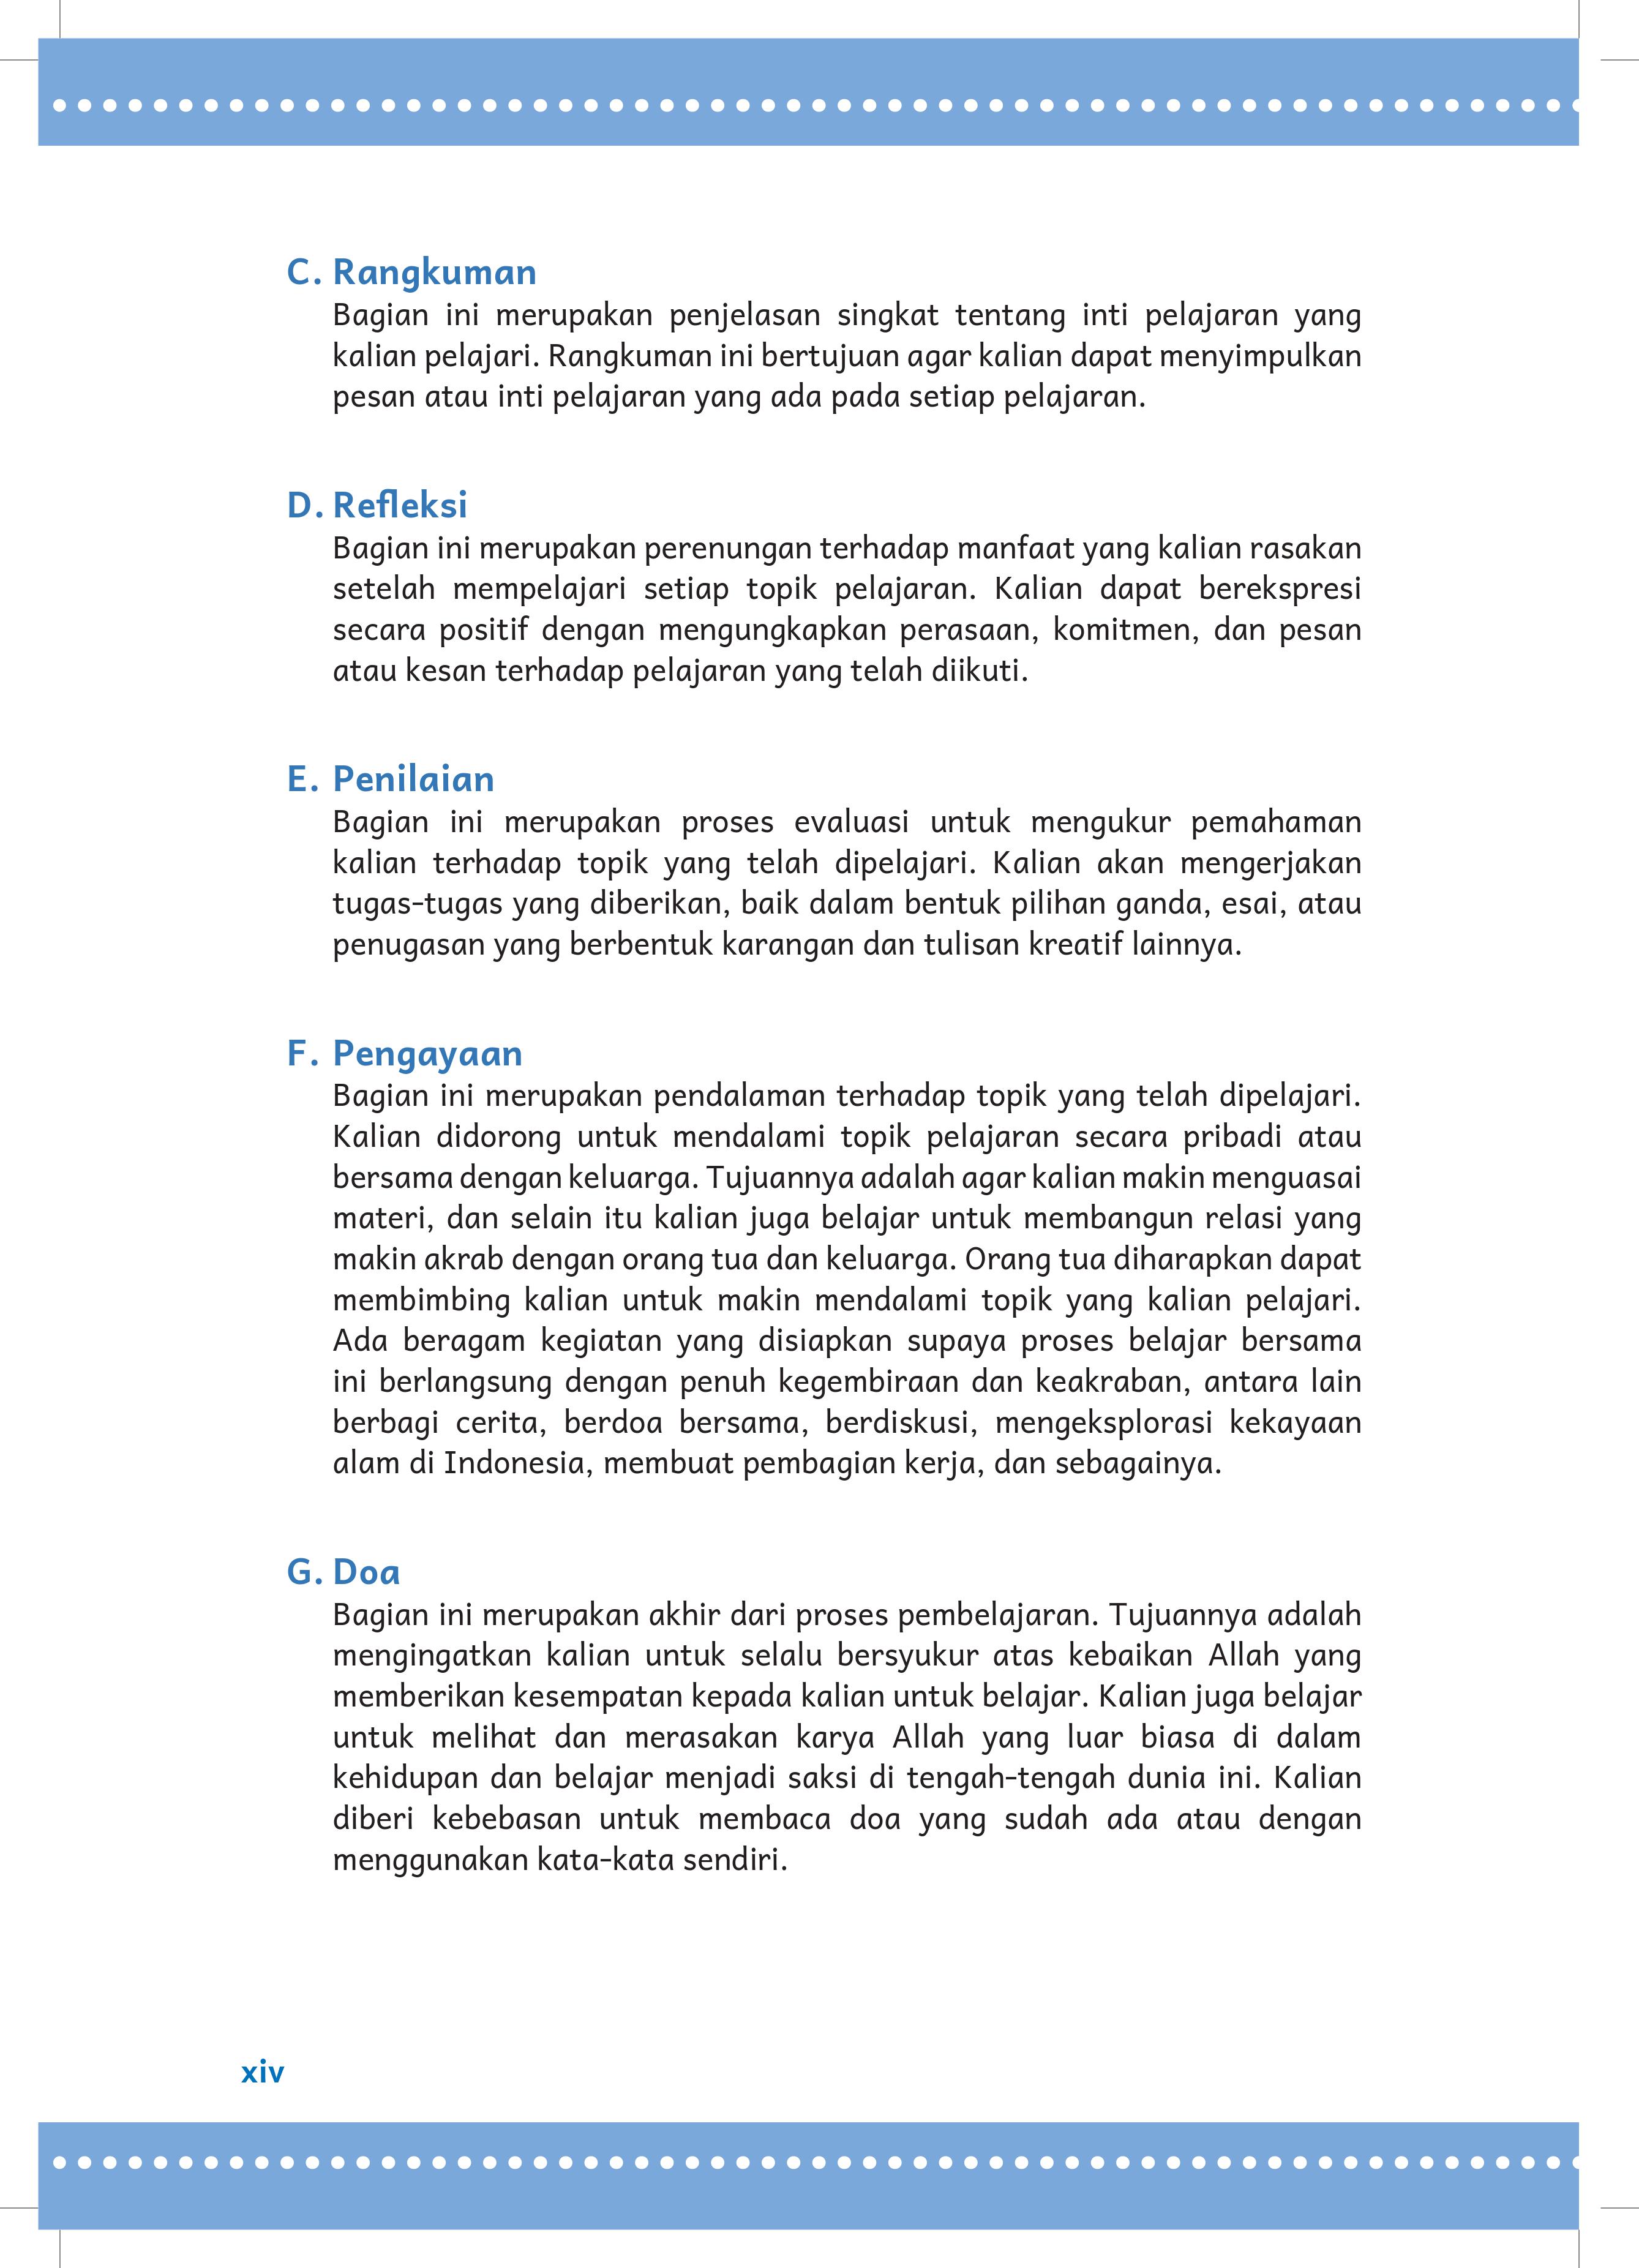 C. Rangkuman
Bagian ini merupakan penjelasan singkat tentang inti pelajaran yang
kalian pelajari. Rangkuman ini bertujuan agar kalian dapat menyimpulkan
pesan atau inti pelajaran yang ada pada setiap pelajaran.
D. Refleksi
Bagian ini merupakan perenungan terhadap manfaat yang kalian rasakan
setelah mempelajari setiap topik pelajaran. Kalian dapat berekspresi
secara positif dengan mengungkapkan perasaan, komitmen, dan pesan
atau kesan terhadap pelajaran yang telah diikuti.
E. Penilaian
Bagian ini merupakan proses evaluasi untuk mengukur pemahaman
kalian terhadap topik yang telah dipelajari. Kalian akan mengerjakan
tugas-tugas yang diberikan, baik dalam bentuk pilihan ganda, esai, atau
penugasan yang berbentuk karangan dan tulisan kreatif lainnya.
F. Pengayaan
Bagian ini merupakan pendalaman terhadap topik yang telah dipelajari.
Kalian didorong untuk mendalami topik pelajaran secara pribadi atau
bersama dengan keluarga. Tujuannya adalah agar kalian makin menguasai
materi, dan selain itu kalian juga belajar untuk membangun relasi yang
makin akrab dengan orang tua dan keluarga. Orang tua diharapkan dapat
membimbing kalian untuk makin mendalami topik yang kalian pelajari.
Ada beragam kegiatan yang disiapkan supaya proses belajar bersama
ini berlangsung dengan penuh kegembiraan dan keakraban, antara lain
berbagi cerita, berdoa bersama, berdiskusi, mengeksplorasi kekayaan
alam di Indonesia, membuat pembagian kerja, dan sebagainya.
G. Doa
Bagian ini merupakan akhir dari proses pembelajaran. Tujuannya adalah
mengingatkan kalian untuk selalu bersyukur atas kebaikan Allah yang
memberikan kesempatan kepada kalian untuk belajar. Kalian juga belajar
untuk melihat dan merasakan karya Allah yang luar biasa di dalam
kehidupan dan belajar menjadi saksi di tengah-tengah dunia ini. Kalian
diberi kebebasan untuk membaca doa yang sudah ada atau dengan
menggunakan kata-kata sendiri.
xiv